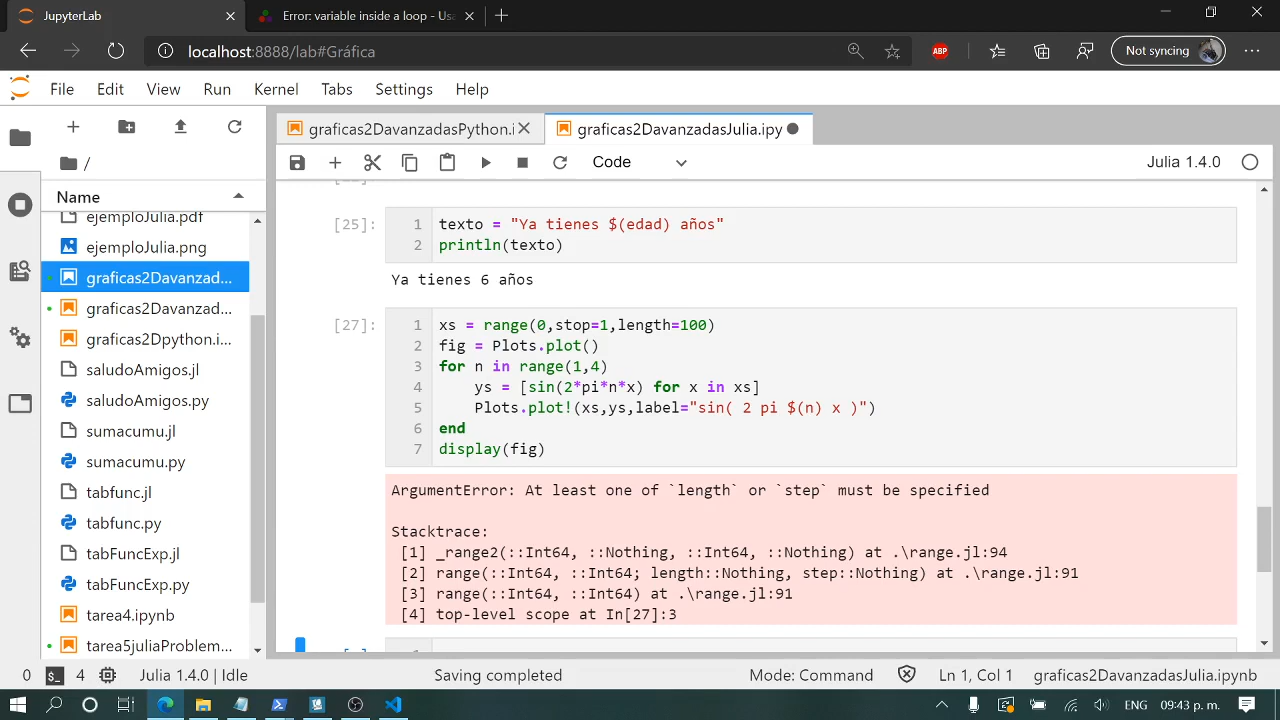 JupyterLab
Error: variable inside a loop - Usa
localhost:8888/lab#Gráfica
ABP
Not syncing
File Edit View Run Kernel Tabs Settings Help
graficas2DavanzadasPython.i
graficas2DavanzadasJulia.ipy
Code
Julia 1.4.0
/
Name
ejemploJulia.pdf
ejemploJulia.png
graficas2Davanzad...
graficas2Davanzad...
graficas2Dpython.i...
saludoAmigos.jl
saludoAmigos.py
sumacumu.jl
sumacumu.py
tabfunc.jl
tabfunc.py
tabFuncExp.jl
tabFuncExp.py
tarea4.ipynb
tarea5juliaProblem...
[25]:
1 texto = "Ya tienes $(edad) años"
2 println(texto)
Ya tienes 6 años
[27]:
1 xs = range(0,stop=1,length=100)
2 fig = Plots.plot()
3 for n in range(1,4)
4 ys = [sin(2*pi*n*x) for x in xs]
5 Plots.plot!(xs,ys,label="sin( 2 pi $(n) x )")
6 end
7 display(fig)
ArgumentError: At least one of `length` or `step` must be specified
Stacktrace:
[1] _range2(::Int64, ::Nothing, ::Int64, ::Nothing) at .\range.jl:94
[2] range(::Int64, ::Int64; length::Nothing, step::Nothing) at .\range.jl:91
[3] range(::Int64, ::Int64) at .\range.jl:91
[4] top-level scope at In[27]:3
0 $_ 4 Julia 1.4.0 | Idle Saving completed Mode: Command Ln 1, Col 1 graficas2DavanzadasJulia.ipynb
ENG 09:43 p. m.